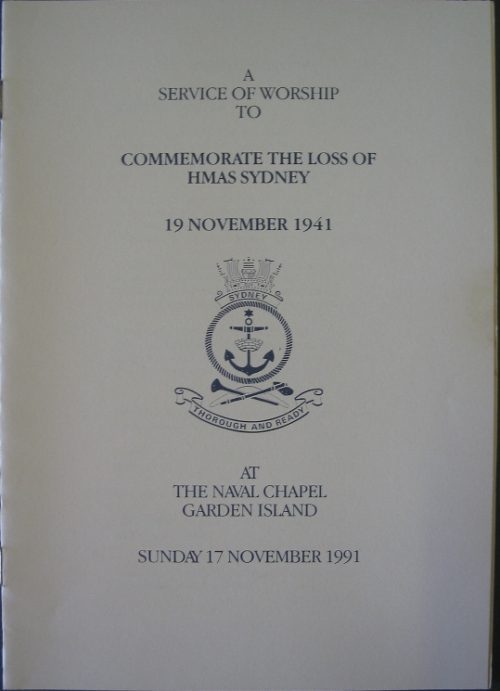 A
SERVICE OF WORSHIP
TO
COMMEMORATE THE LOSS OF
HMAS SYDNEY
19 NOVEMBER 1941
SYDNEY
THOROUGH AND READY
AT
THE NAVAL CHAPEL
GARDEN ISLAND
SUNDAY 17 NOVEMBER 1991